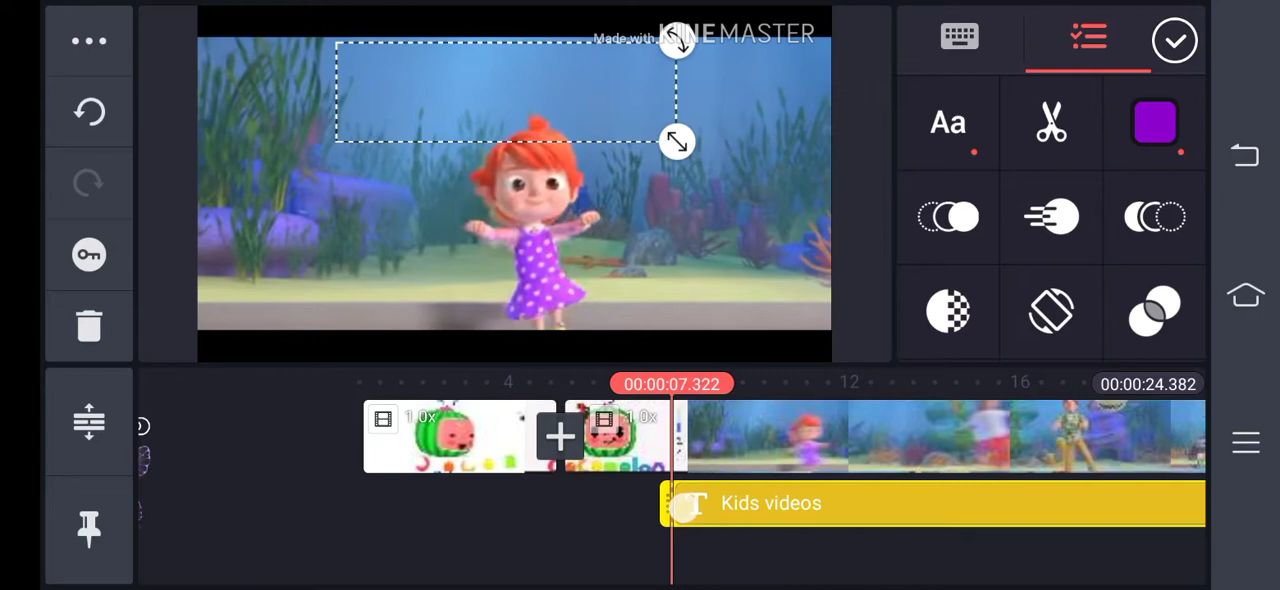 Made with KINEMASTER
Aa
4
00:00:07.322
12
16
00:00:24.382
1.0x
1.0x
T Kids videos